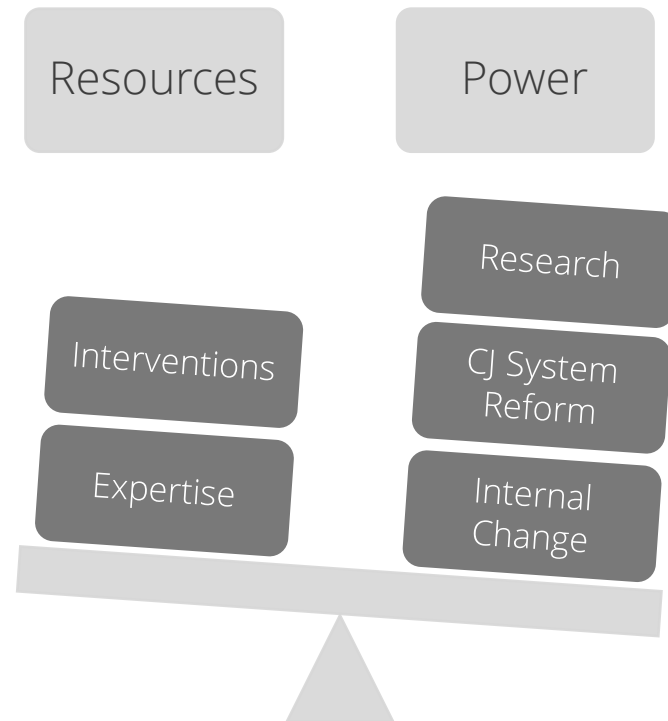 Resources
Power
Research
Interventions
CJ System
Reform
Expertise
Internal
Change